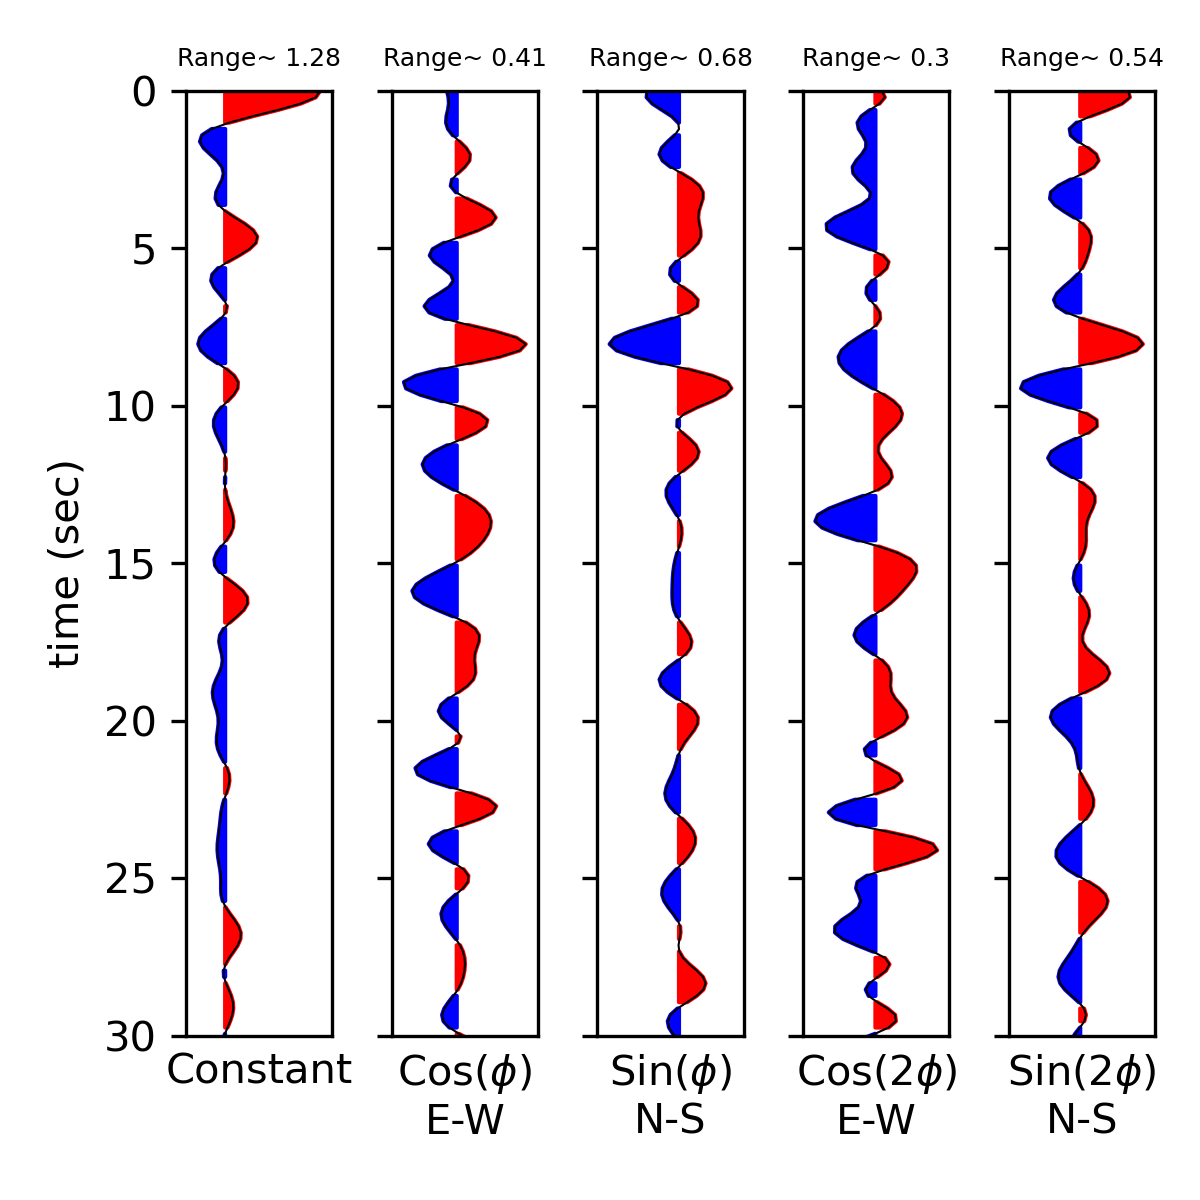 Range~ 1.28
Range~ 0.41
Range~ 0.68
Range~ 0.3
Range~ 0.54
0
5
10
15
20
25
30
time (sec)
Constant
Cos(ϕ)
E-W
Sin(ϕ)
N-S
Cos(2ϕ)
E-W
Sin(2ϕ)
N-S